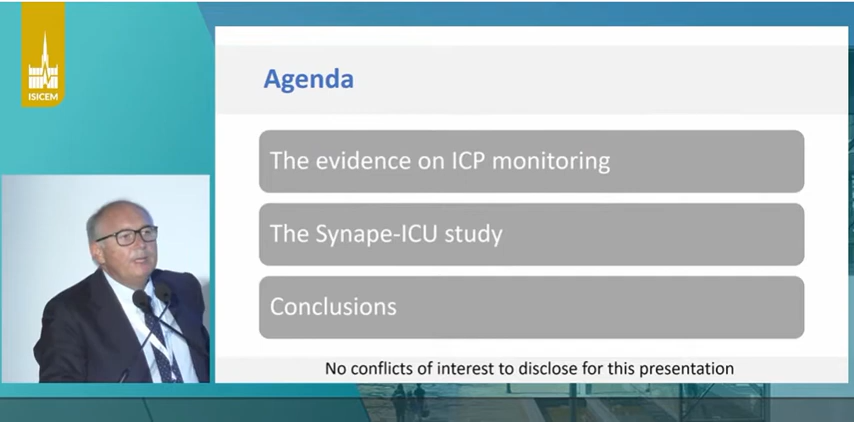 ISICEM
Agenda
The evidence on ICP monitoring
The Synape-ICU study
Conclusions
No conflicts of interest to disclose for this presentation